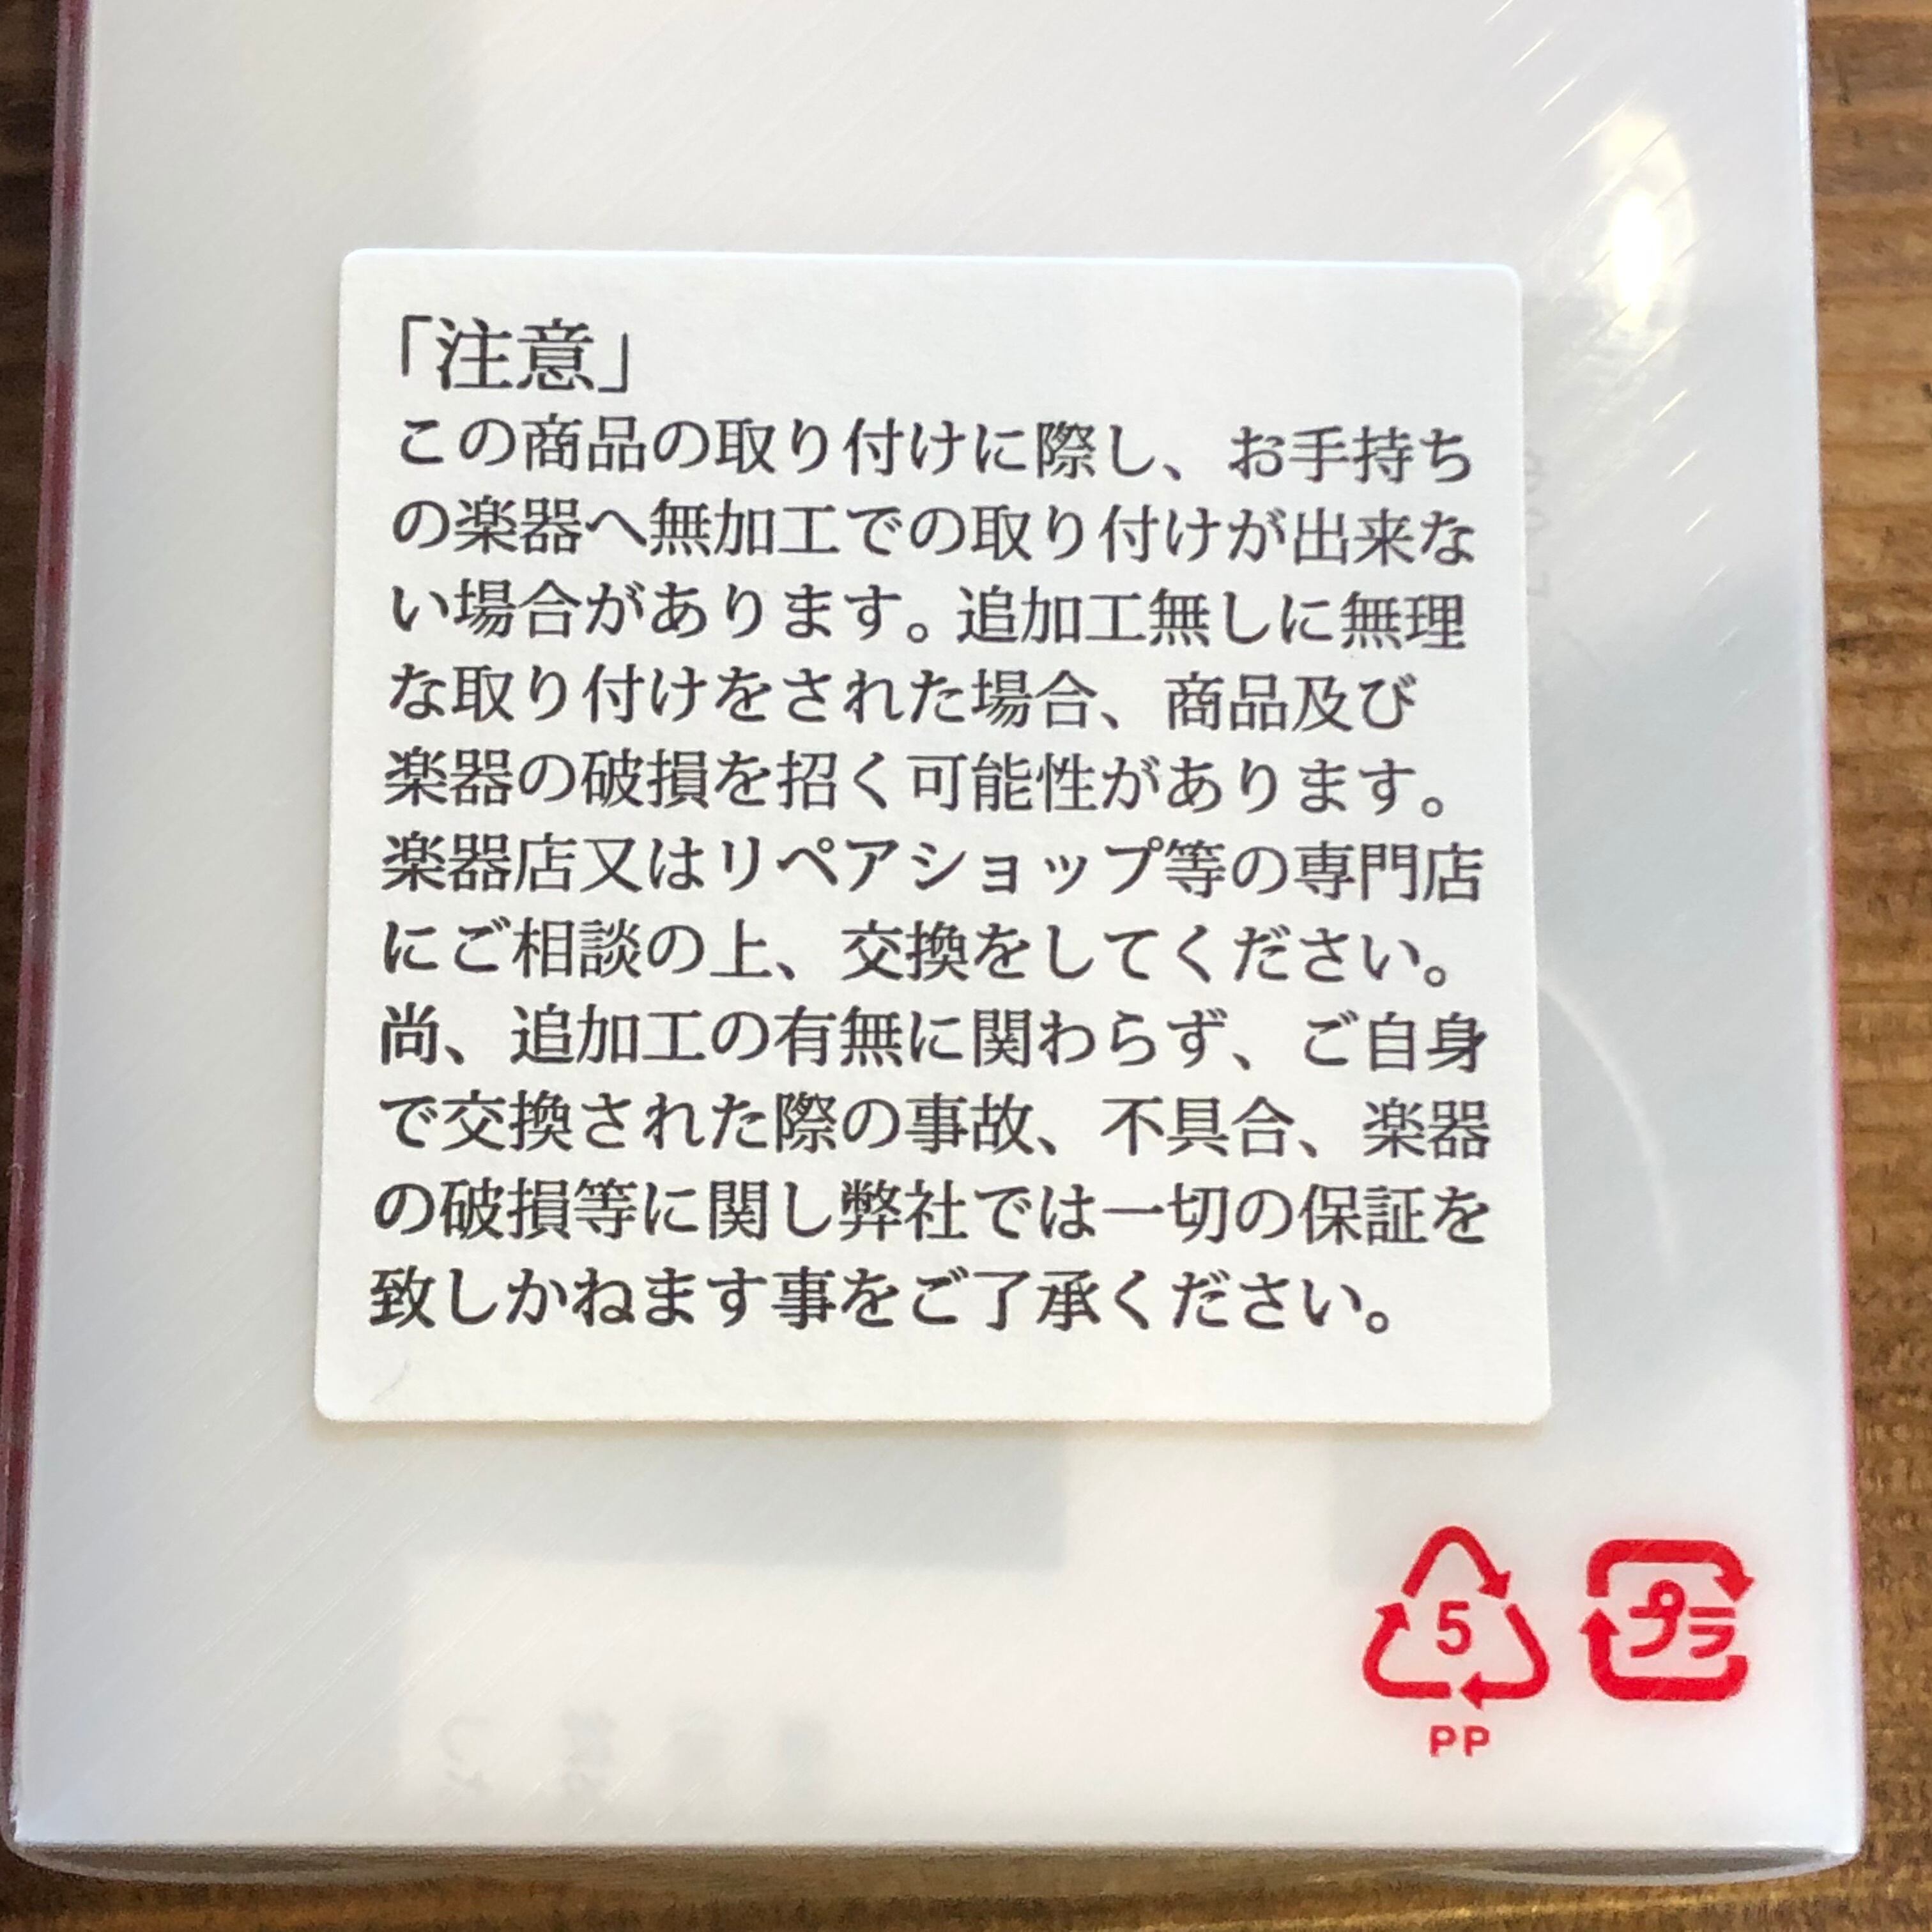 「注意」
この商品の取り付けに際し、お手持ち
の楽器へ無加工での取り付けが出来な
い場合があります。追加工無しに無理
な取り付けをされた場合、商品及び
楽器の破損を招く可能性があります。
楽器店又はリペアショップ等の専門店
にご相談の上、交換をしてください。
尚、追加工の有無に関わらず、ご自身
で交換された際の事故、不具合、楽器
の破損等に関し弊社では一切の保証を
致しかねます事をご了承ください。
5 プラ
PP